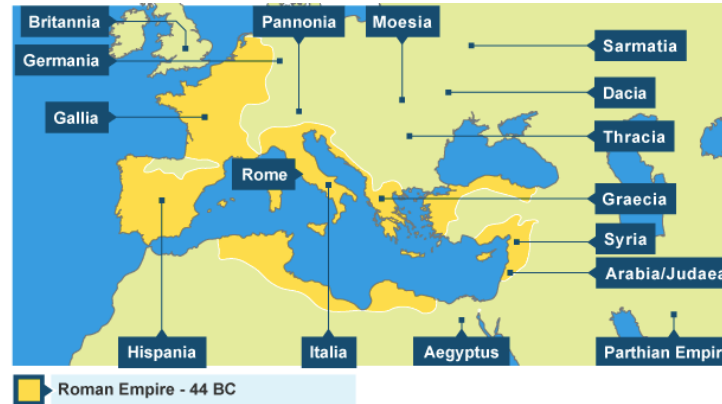 Britannia
Pannonia
Moesia
Germania
Sarmatia
Dacia
Gallia
Thracia
Rome
Graecia
Syria
Arabia/Judaea
Hispania
Italia
Aegyptus
Parthian Empir
Roman Empire - 44 BC